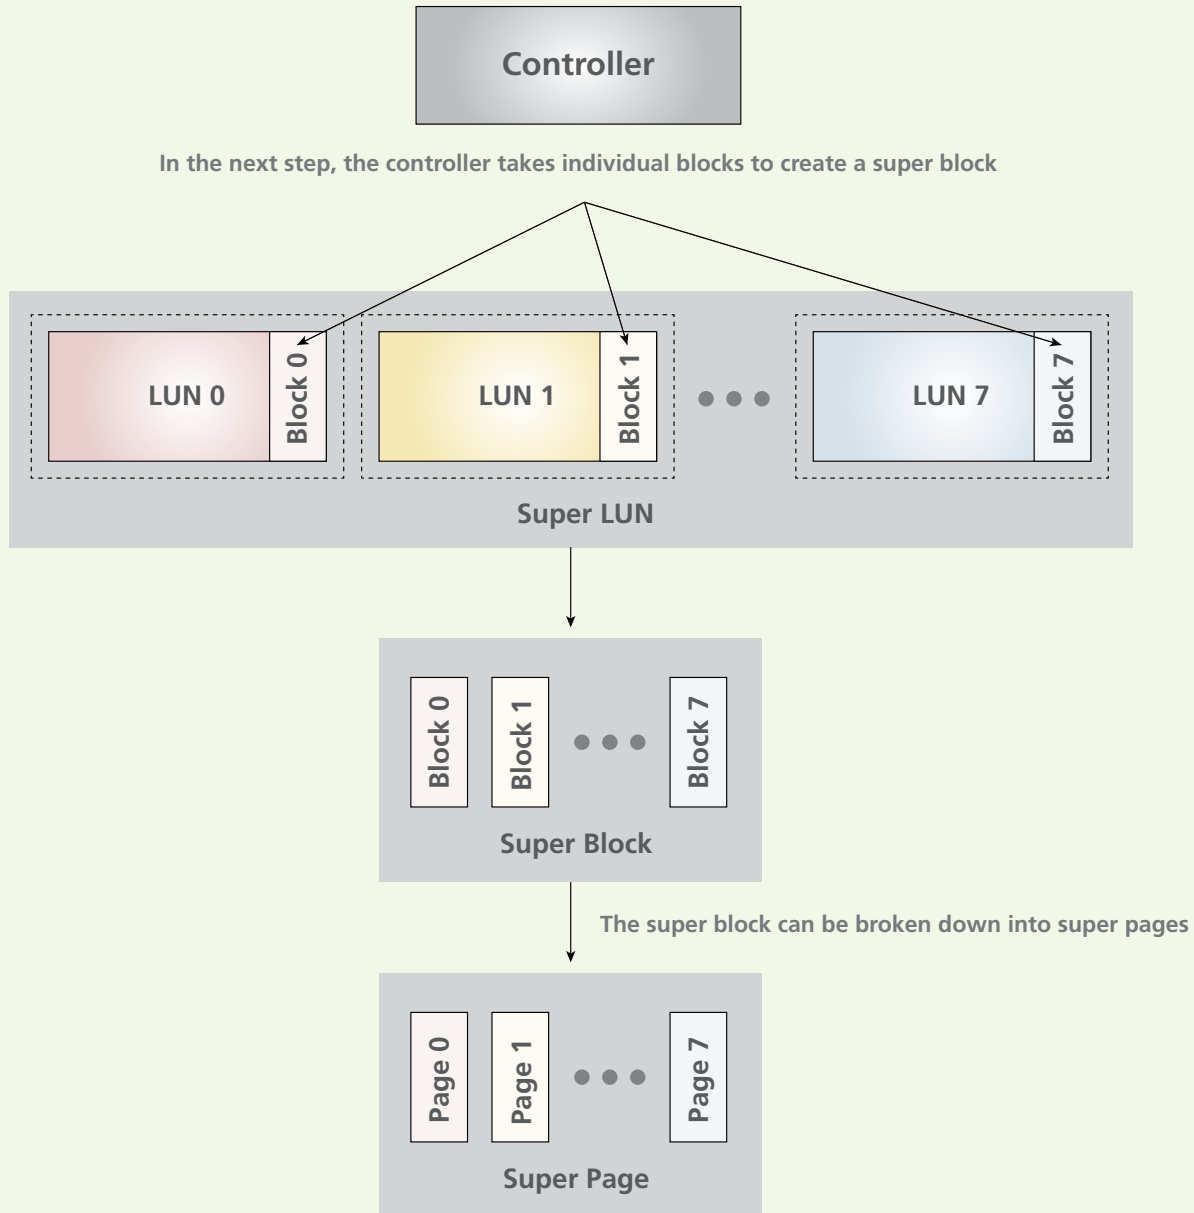 Controller
In the next step, the controller takes individual blocks to create a super block
LUN 0
Block 0
LUN 1
Block 1
LUN 7
Block 7
Super LUN
Block 0
Block 1
Block 7
Super Block
The super block can be broken down into super pages
Page 0
Page 1
Page 7
Super Page